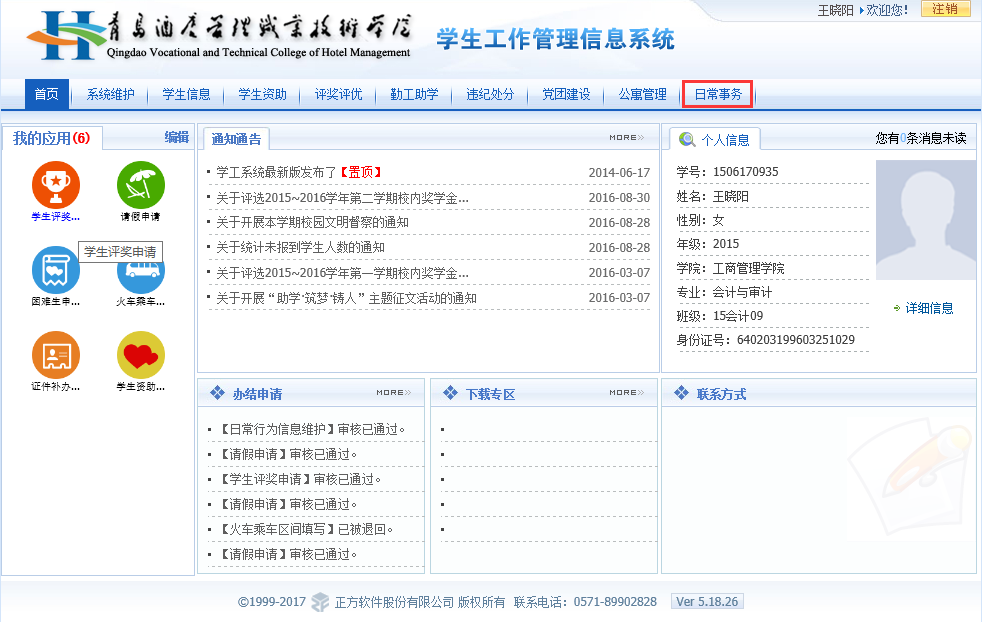 青岛酒店管理职业技术学院
Qingdao Vocational and Technical College of Hotel Management
学生工作管理信息系统
王晓阳 欢迎您！ 注销
首页 系统维护 学生信息 学生资助 评奖评优 勤工助学 违纪处分 党团建设 公寓管理 日常事务
我的应用(6) 编辑
学生评奖... 请假申请
学生评奖申请
困难生申... 火车乘车...
证件补办... 学生资助...
通知通告 MORE
学工系统最新版发布了【置顶】 2014-06-17
关于评选2015~2016学年第二学期校内奖学金... 2016-08-30
关于开展本学期校园文明督察的通知 2016-08-28
关于统计未报到学生人数的通知 2016-08-28
关于评选2015~2016学年第一学期校内奖学金... 2016-03-07
关于开展“助学·筑梦·铸人”主题征文活动的通知 2016-03-07
个人信息 您有0条消息未读
学号：1506170935
姓名：王晓阳
性别：女
年级：2015
学院：工商管理学院
专业：会计与审计
班级：15会计09
身份证号：640203199603251029
详细信息
办结申请 MORE
【日常行为信息维护】审核已通过。
【请假申请】审核已通过。
【学生评奖申请】审核已通过。
【请假申请】审核已通过。
【火车乘车区间填写】已被退回。
【请假申请】审核已通过。
下载专区 MORE
联系方式
©1999-2017 正方软件股份有限公司 版权所有 联系电话：0571-89902828 Ver 5.18.26